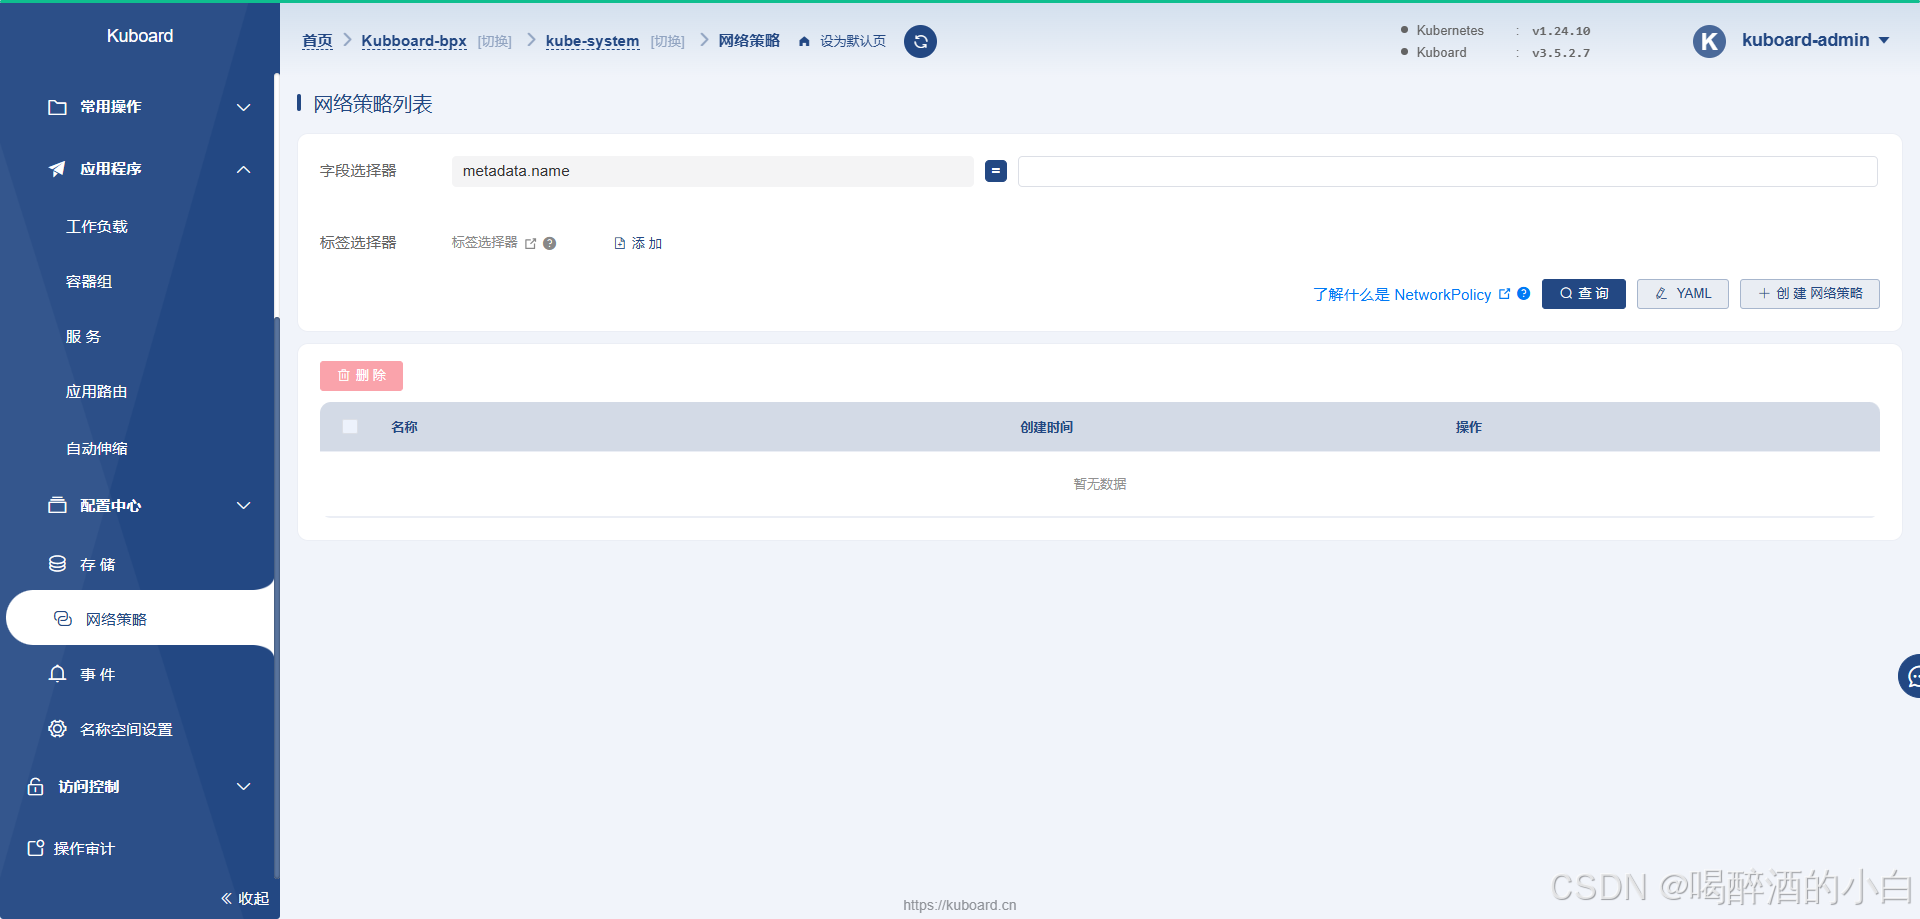 Kuboard
常用操作
应用程序
工作负载
容器组
服 务
应用路由
自动伸缩
配置中心
存 储
网络策略
事 件
名称空间设置
访问控制
操作审计
收起
首页 Kubboard-bpx [切换] kube-system [切换] 网络策略 设为默认页
Kubernetes : v1.24.10
Kuboard : v3.5.2.7
K kuboard-admin
网络策略列表
字段选择器 metadata.name =
标签选择器 标签选择器 添 加
了解什么是 NetworkPolicy 查 询 YAML 创 建 网络策略
删 除
名称 创建时间 操作
暂无数据
https://kuboard.cn
CSDN @喝醉酒的小白